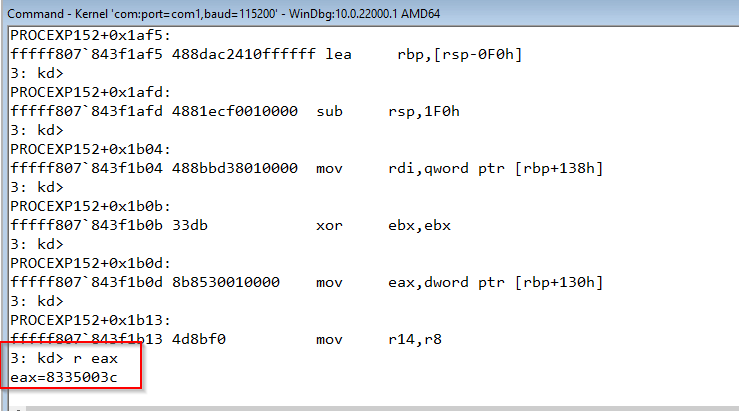 Command - Kernel 'com:port=com1,baud=115200' - WinDbg:10.0.22000.1 AMD64
PROCEXP152+0x1af5:
fffff807`843f1af5 488dac2410ffffff lea     rbp,[rsp-0F0h]
3: kd>
PROCEXP152+0x1afd:
fffff807`843f1afd 4881ecf0010000  sub     rsp,1F0h
3: kd>
PROCEXP152+0x1b04:
fffff807`843f1b04 488bbd38010000  mov     rdi,qword ptr [rbp+138h]
3: kd>
PROCEXP152+0x1b0b:
fffff807`843f1b0b 33db            xor     ebx,ebx
3: kd>
PROCEXP152+0x1b0d:
fffff807`843f1b0d 8b8530010000    mov     eax,dword ptr [rbp+130h]
3: kd>
PROCEXP152+0x1b13:
fffff807`843f1b13 4d8bf0          mov     r14,r8
3: kd> r eax
eax=8335003c